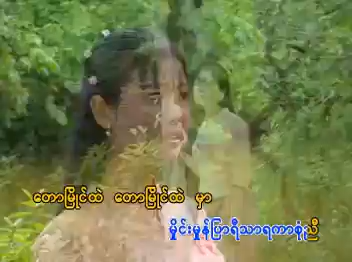 တောမြိုင်ထဲ တောမြိုင်ထဲ မှာ
မှိုင်းမှုန်ပြာရီသာရကာစုံညီ